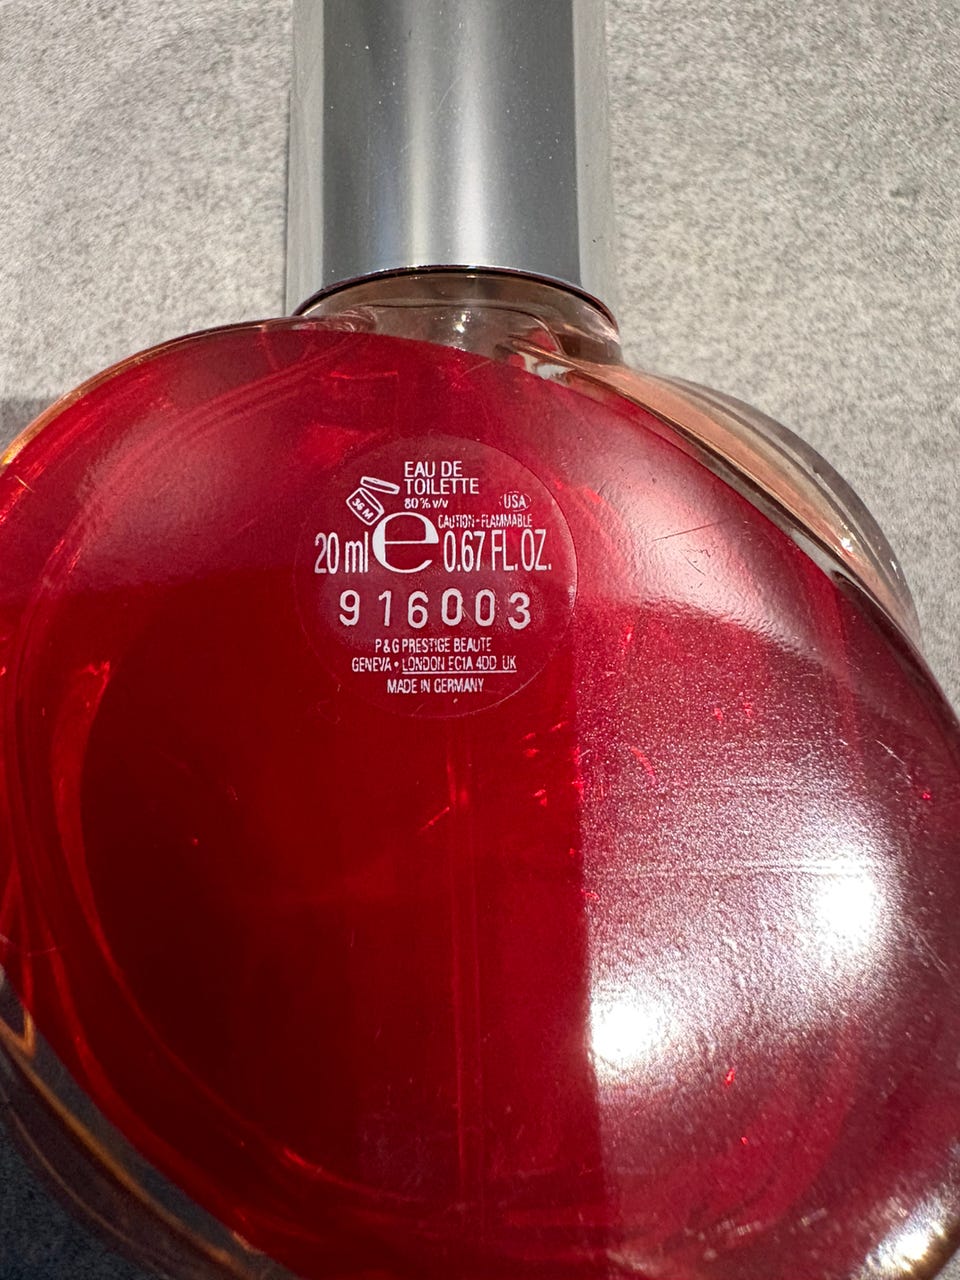 EAU DE
TOILETTE
36 M
80 % v/v
USA
CAUTION-FLAMMABLE
20 ml e 0.67 FL. OZ.
916003
P & G PRESTIGE BEAUTE
GENEVA • LONDON EC1A 4DD UK
MADE IN GERMANY